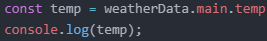 const temp = weatherData.main.temp
console.log(temp);